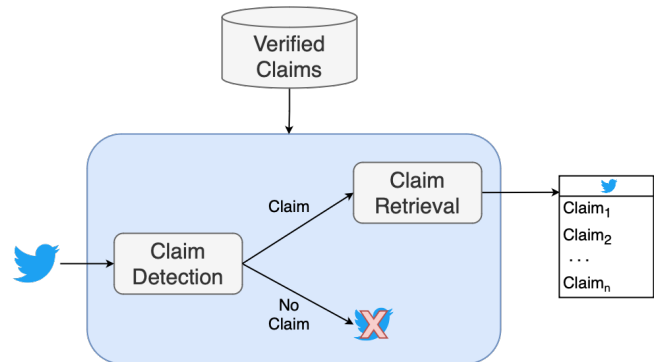 Verified
Claims
Claim
Detection
Claim
No
Claim
Claim
Retrieval
Claim₁
Claim₂
...
Claimₙ